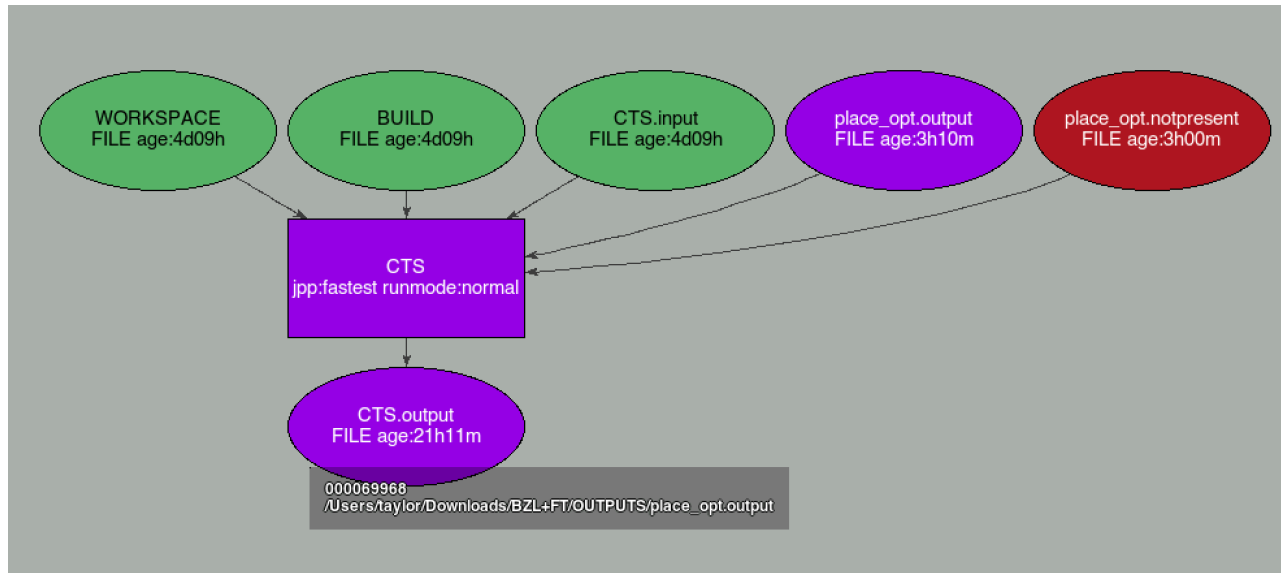 WORKSPACE
FILE age:4d09h
BUILD
FILE age:4d09h
CTS.input
FILE age:4d09h
place_opt.output
FILE age:3h10m
place_opt.notpresent
FILE age:3h00m
CTS
jpp:fastest runmode:normal
CTS.output
FILE age:21h11m
000069968
/Users/taylor/Downloads/BZL+FT/OUTPUTS/place_opt.output